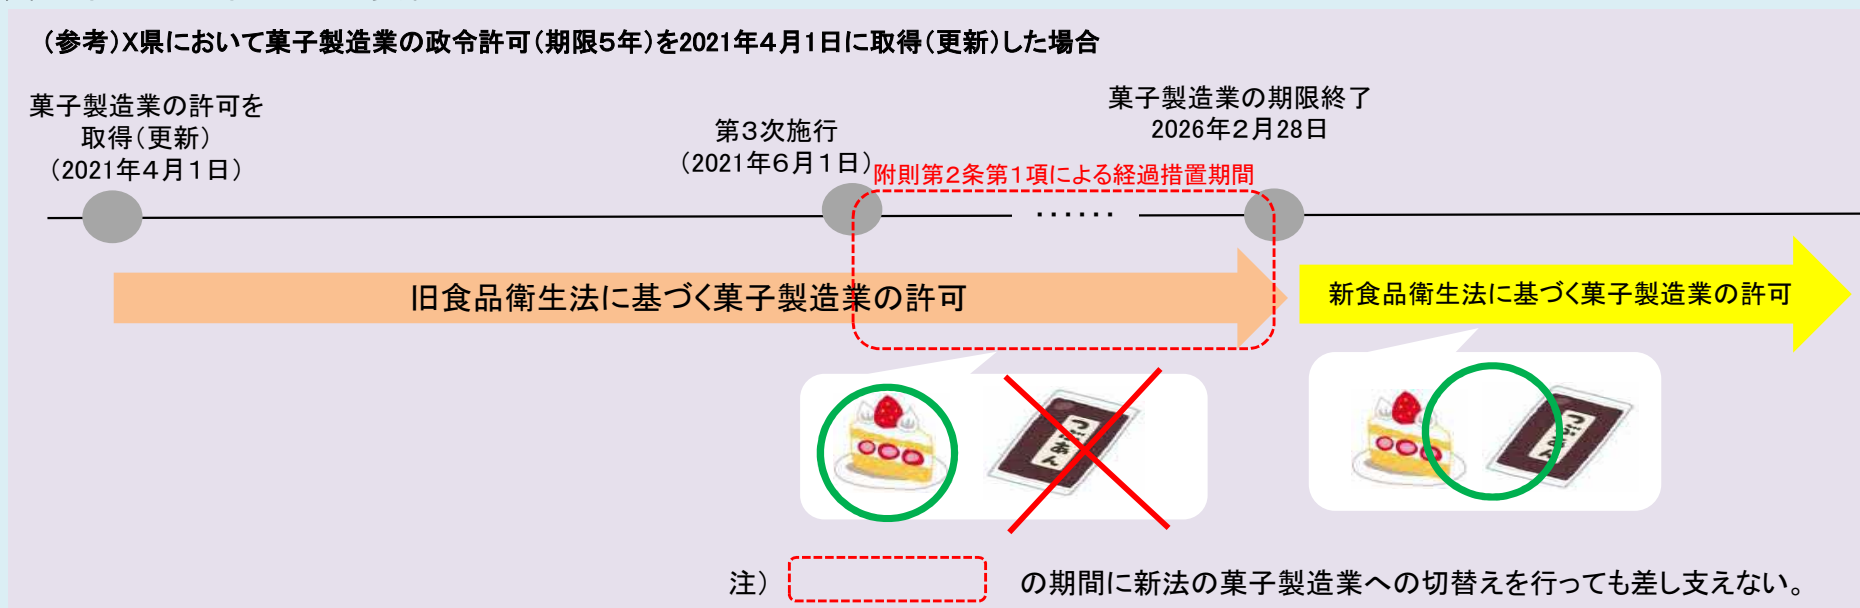 （参考）X県において菓子製造業の政令許可（期限５年）を2021年４月1日に取得（更新）した場合
菓子製造業の許可を
取得（更新）
（2021年４月１日）
第３次施行
（2021年６月１日）
菓子製造業の期限終了
2026年２月28日
附則第２条第１項による経過措置期間
‥‥‥
旧食品衛生法に基づく菓子製造業の許可
新食品衛生法に基づく菓子製造業の許可
つぶあん
つぶあん
注） の期間に新法の菓子製造業への切替えを行っても差し支えない。